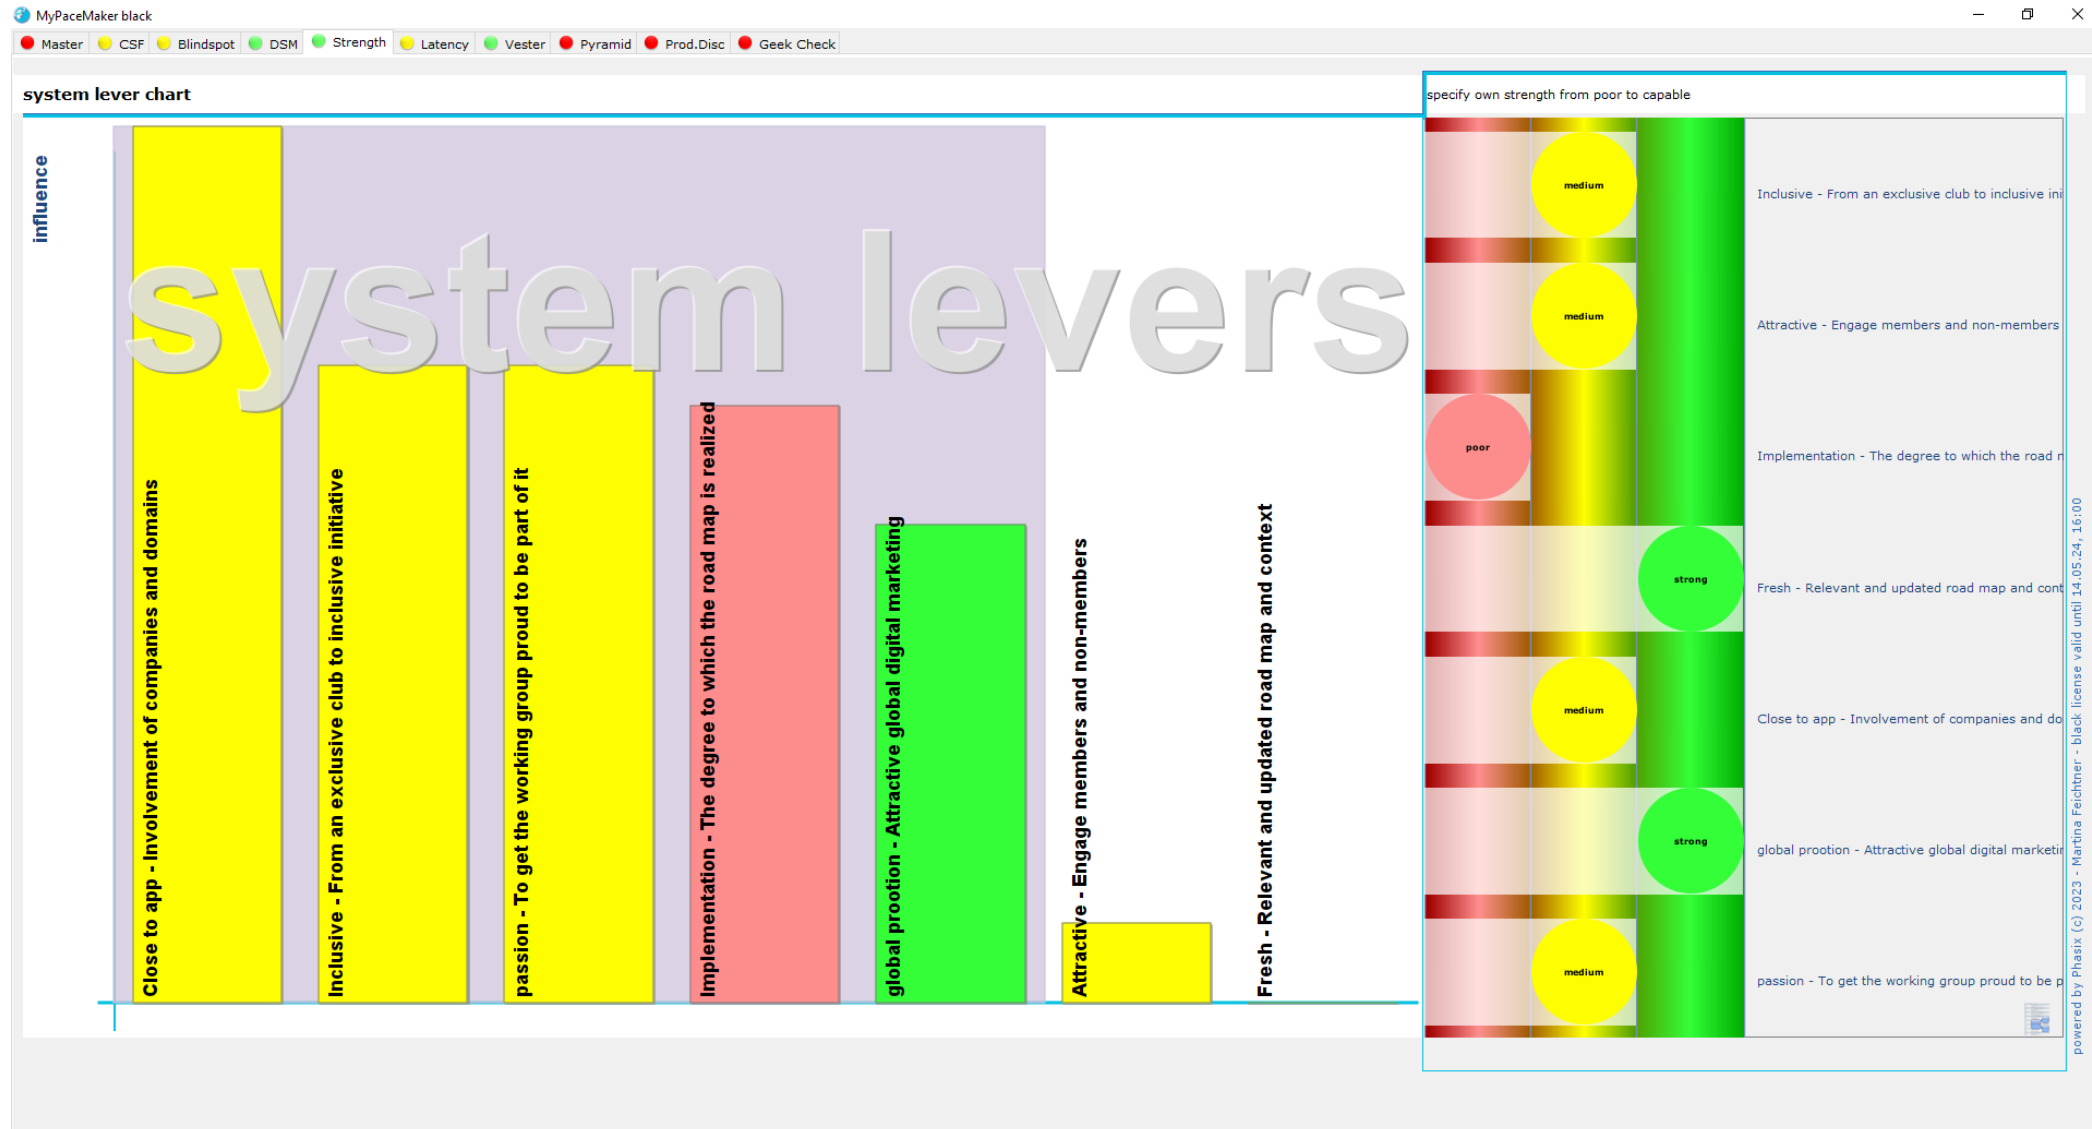 MyPaceMaker black
Master CSF Blindspot DSM Strength Latency Vester Pyramid Prod.Disc Geek Check
system lever chart
specify own strength from poor to capable
influence
system levers
Close to app - Involvement of companies and domains
Inclusive - From an exclusive club to inclusive initiative
passion - To get the working group proud to be part of it
Implementation - The degree to which the road map is realized
global prootion - Attractive global digital marketing
Attractive - Engage members and non-members
Fresh - Relevant and updated road map and context
medium
Inclusive - From an exclusive club to inclusive ini
medium
Attractive - Engage members and non-members
poor
Implementation - The degree to which the road
strong
Fresh - Relevant and updated road map and cont
medium
Close to app - Involvement of companies and do
strong
global prootion - Attractive global digital marketin
medium
passion - To get the working group proud to be p
powered by Phasix (c) 2023 - Martina Feichtner - black license valid until 14.05.24, 16:00